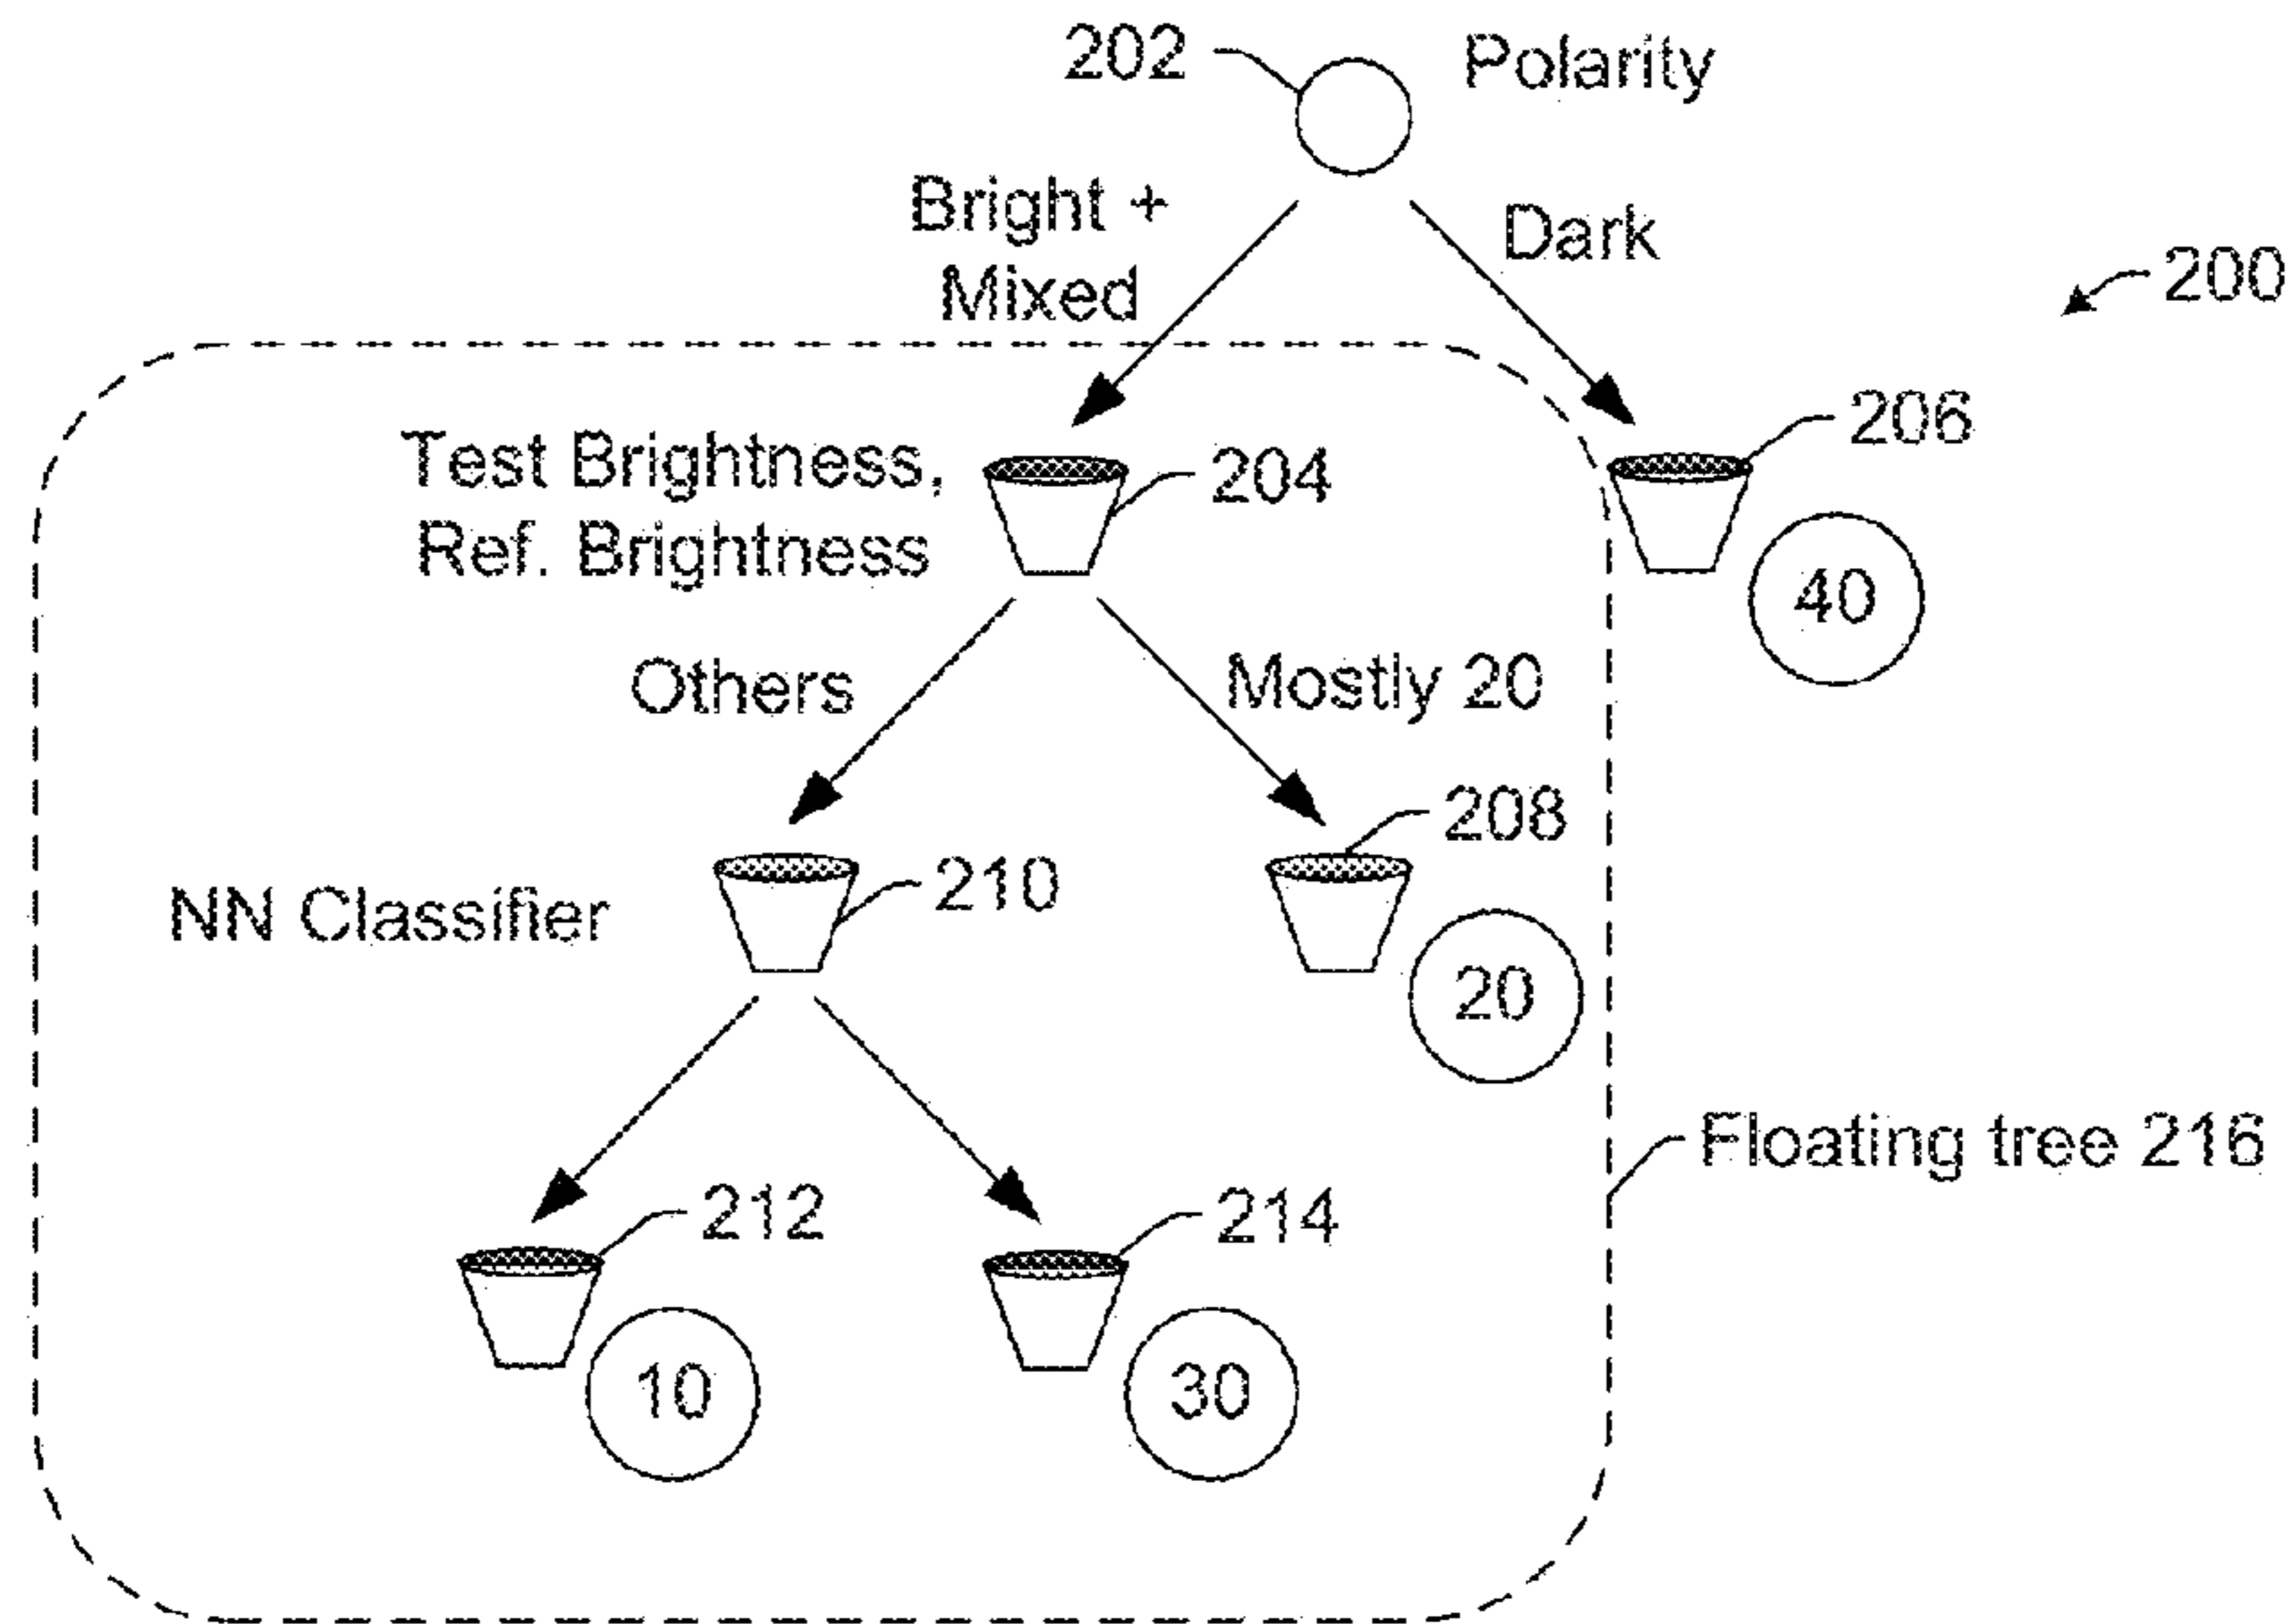 202
Polarity
Bright +
Mixed
Dark
200
Test Brightness,
Ref. Brightness
204
206
40
Others
Mostly 20
NN Classifier
210
208
20
Floating tree 216
212
214
10
30